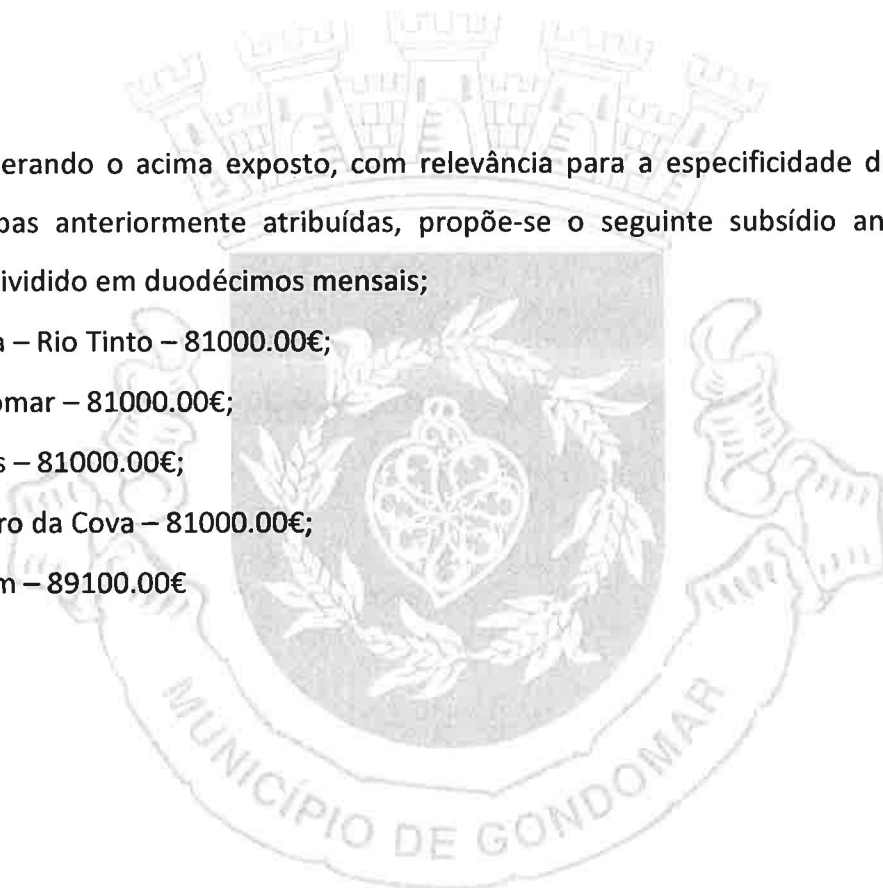 erando o acima exposto, com relevância para a especificidade d
bas anteriormente atribuídas, propõe-se o seguinte subsídio an
ividido em duodécimos mensais;
a – Rio Tinto – 81000.00€;
omar – 81000.00€;
s – 81000.00€;
ro da Cova – 81000.00€;
m – 89100.00€
MUNICÍPIO DE GONDOMAR